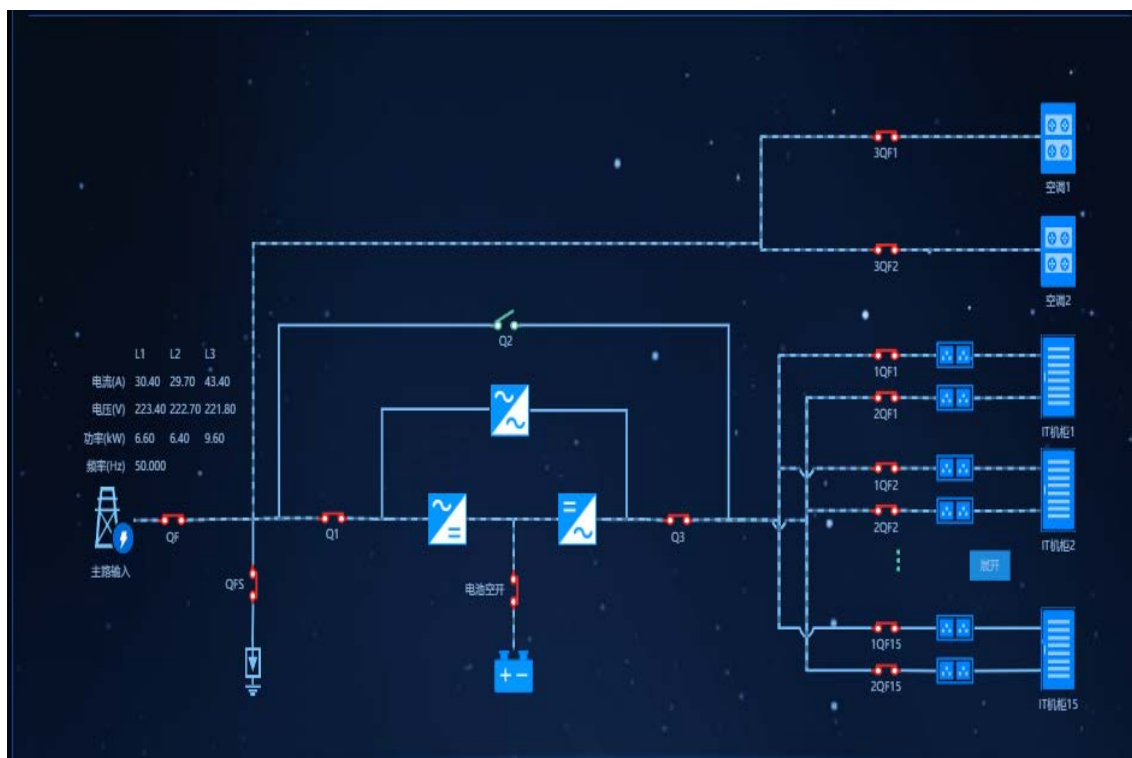 3QF1
空调1
3QF2
空调2
Q2
L1 L2 L3
电流(A) 30.40 29.70 43.40
电压(V) 223.40 222.70 221.80
功率(kW) 6.60 6.40 9.60
频率(Hz) 50.000
1QF1
2QF1
IT机柜1
1QF2
2QF2
IT机柜2
QF
Q1
Q3
主路输入
QFS
电池空开
展开
1QF15
2QF15
IT机柜15